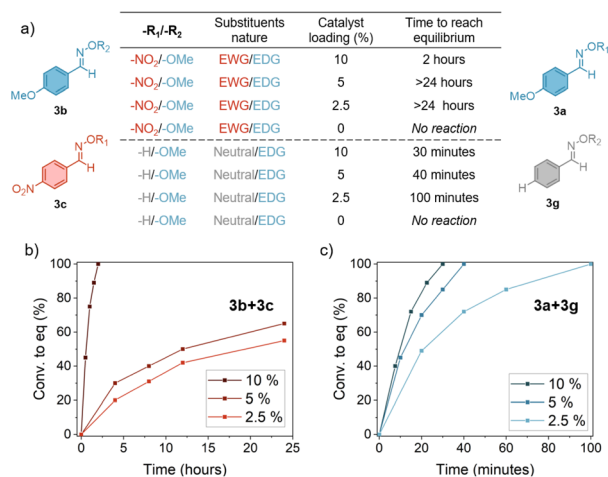 a)
-R₁/-R₂ Substituents nature Catalyst loading (%) Time to reach equilibrium
-NO₂/-OMe EWG/EDG 10 2 hours
-NO₂/-OMe EWG/EDG 5 >24 hours
-NO₂/-OMe EWG/EDG 2.5 >24 hours
-NO₂/-OMe EWG/EDG 0 No reaction
-H/-OMe Neutral/EDG 10 30 minutes
-H/-OMe Neutral/EDG 5 40 minutes
-H/-OMe Neutral/EDG 2.5 100 minutes
-H/-OMe Neutral/EDG 0 No reaction
OR₂
N
H
MeO
3b
OR₁
N
H
NO₂
3c
OR₁
N
H
MeO
3a
OR₂
N
H
H
3g
b)
3b+3c
Conv. to eq (%)
100
80
60
40
20
0
10 %
5 %
2.5 %
0 5 10 15 20 25
Time (hours)
c)
3a+3g
Conv. to eq (%)
100
80
60
40
20
0
10 %
5 %
2.5 %
0 20 40 60 80 100
Time (minutes)